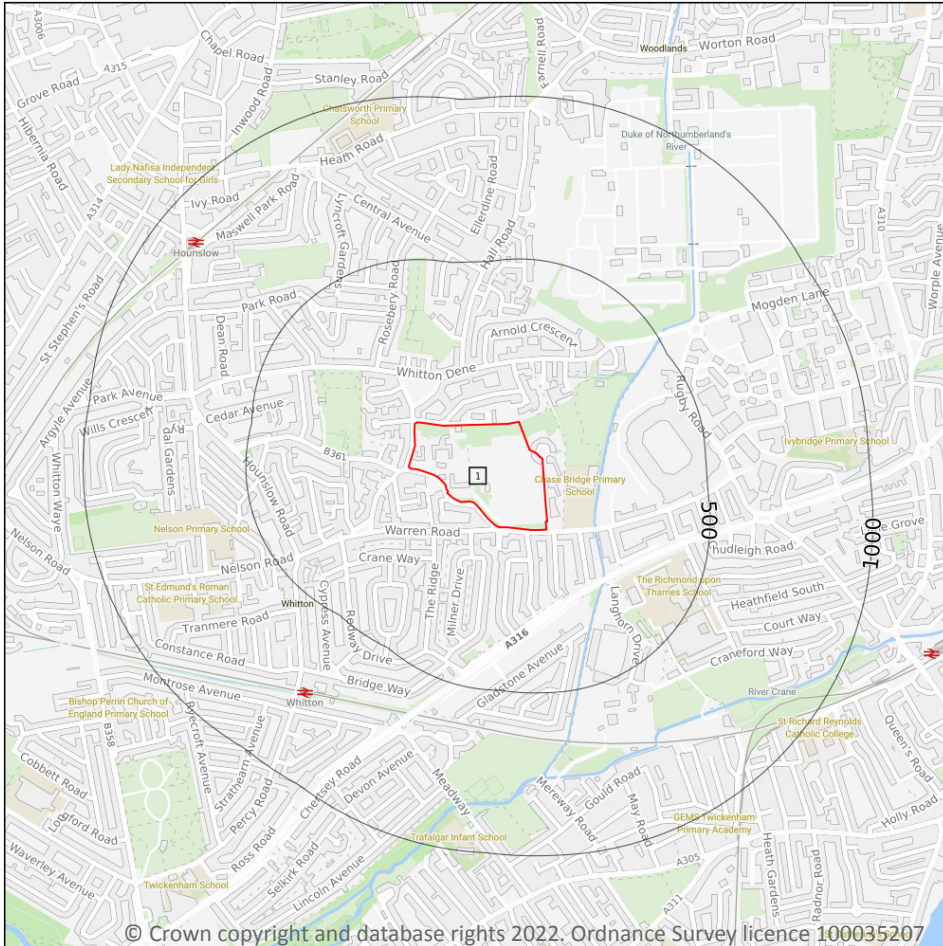 A3006
Chapel Road
Grove Road
A315
Inwood Road
Stanley Road
Fernell Road
Woodlands
Worton Road
Hibernia Road
Chatsworth Primary
School
Heath Road
Duke of Northumberland's
River
Lady Nafisa Independent
Secondary School for Girls
Ivy Road
Maswell Park Road
A314
Lyncroft Gardens
Central Avenue
Ellerdine Road
Hall Road
A310
Worple Avenue
Hounslow
St Stephen's Road
Park Road
Dean Road
Rosebery Road
Mogden Lane
Arnold Crescent
Whitton Dene
Argyle Avenue
Park Avenue
Wills Crescent
Rydal Gardens
Cedar Avenue
Rugby Road
B361
Ivybridge Primary School
1
Chase Bridge Primary
School
Whitton Waye
Hounslow Road
500
1000
Nelson Road
Nelson Primary School
Warren Road
Crane Way
Nelson Road
The Ridge
Milner Drive
Chudleigh Road
The Richmond upon
Thames School
St Edmund's Roman
Catholic Primary School
Whitton
Cypress Avenue
Redway Drive
Langhorn Drive
Heathfield South
Court Way
Tranmere Road
Constance Road
A316
Craneford Way
Gladstone Avenue
Montrose Avenue
Bridge Way
Whitton
River Crane
Bishop Perrin Church of
England Primary School
B358
Ryecroft Avenue
Strathearn Avenue
Percy Road
St Richard Reynolds
Catholic College
Queen's Road
Cobbett Road
Chertsey Road
Devon Avenue
Meadway
Mereway Road
Gould Road
May Road
GEMS Twickenham
Primary Academy
Holly Road
Ross Road
Selkirk Road
Lincoln Avenue
Trafalgar Infant School
Waverley Avenue
Twickenham School
A305
A311
Heath Gardens
Radnor Road
© Crown copyright and database rights 2022. Ordnance Survey licence 100035207